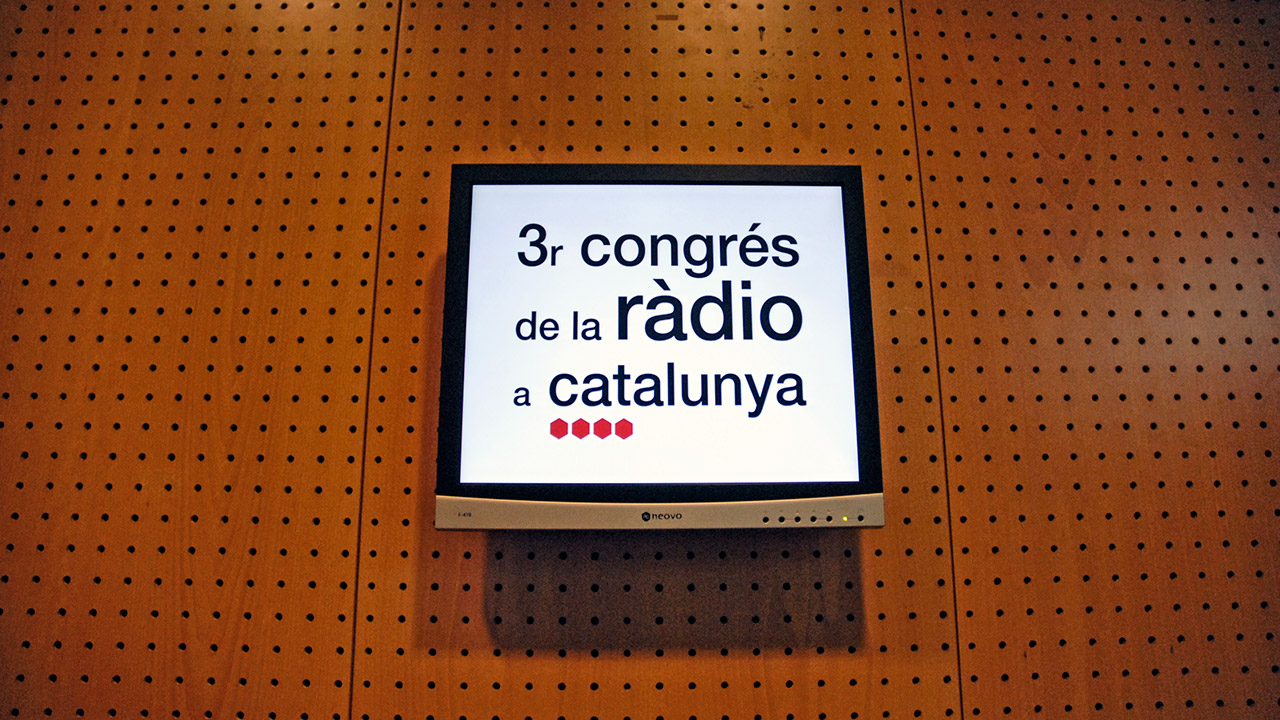 3r congrés
de la ràdio
a catalunya
neovo